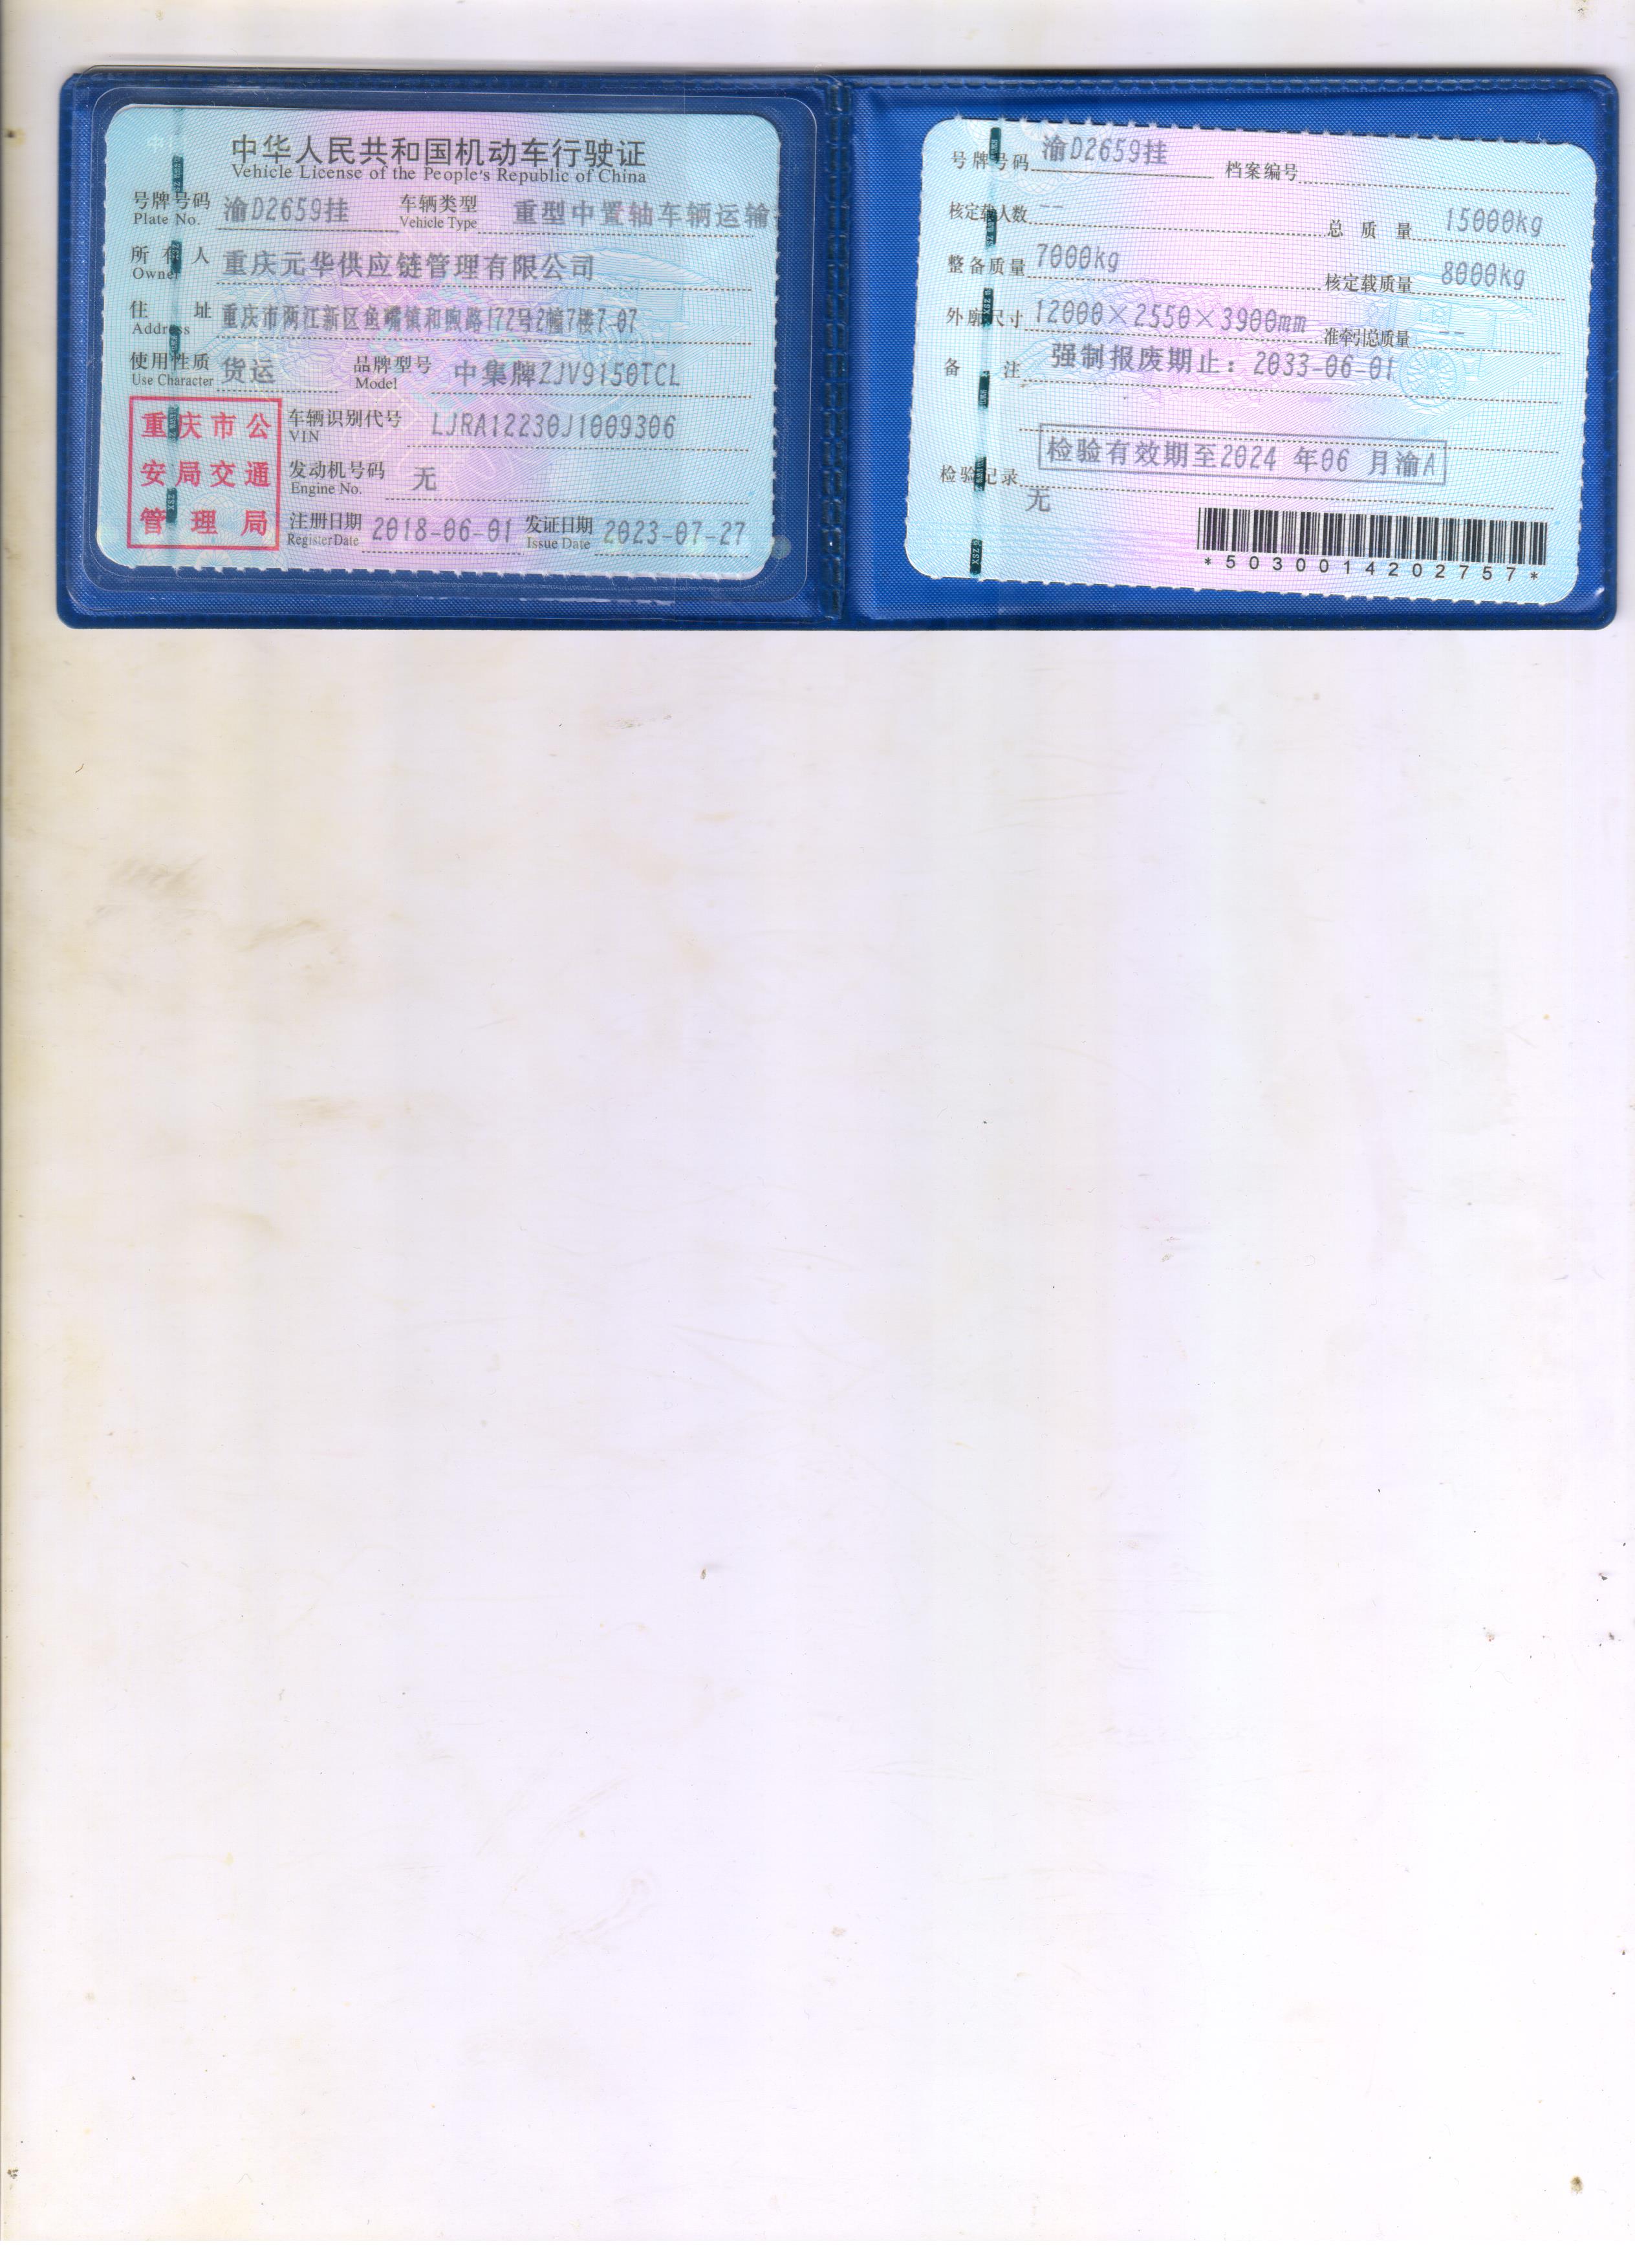 中华人民共和国机动车行驶证
Vehicle License of the People's Republic of China
号牌号码 渝D2659挂 车辆类型 重型中置轴车辆运输
Plate No. Vehicle Type
所有人 重庆元华供应链管理有限公司
Owner
住址 重庆市两江新区鱼嘴镇和煦路172号2幢7楼7-07
Address
使用性质 货运 品牌型号 中集牌ZJV9150TCL
Use Character Model
重庆市公
安局交通
管理局
车辆识别代号 LJRA12230J1009306
VIN
发动机号码 无
Engine No.
注册日期 2018-06-01 发证日期 2023-07-27
Register Date Issue Date
号牌号码 渝D2659挂 档案编号
核定载人数 -- 总质量 15000kg
整备质量 7000kg 核定载质量 8000kg
外廓尺寸 12000×2550×3900mm 准牵引总质量 --
备注 强制报废期止：2033-06-01
检验有效期至2024 年06 月渝A
检验记录
无
*5030014202757*